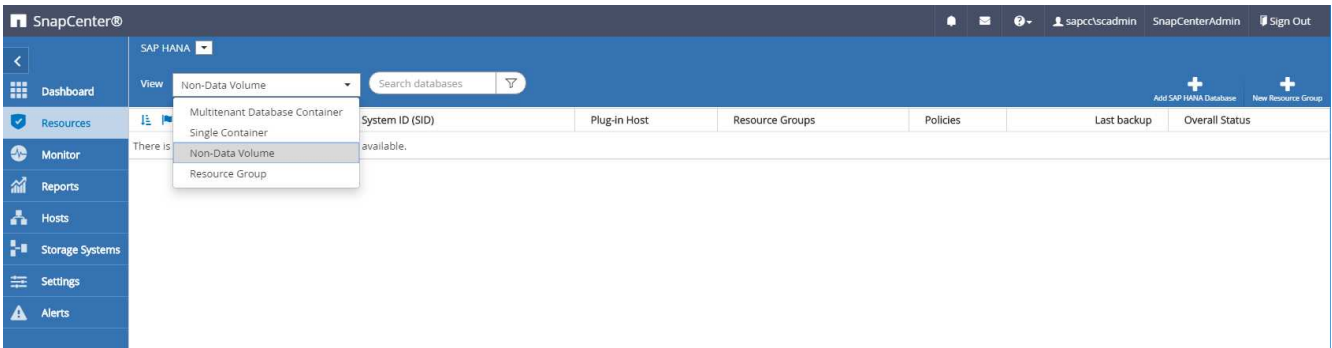 SnapCenter®
sapcc\scadmin SnapCenterAdmin Sign Out
SAP HANA
View Non-Data Volume Search databases
Add SAP HANA Database New Resource Group
Multitenant Database Container
Single Container
Non-Data Volume
Resource Group
System ID (SID) Plug-in Host Resource Groups Policies Last backup Overall Status
There is available.
Dashboard
Resources
Monitor
Reports
Hosts
Storage Systems
Settings
Alerts